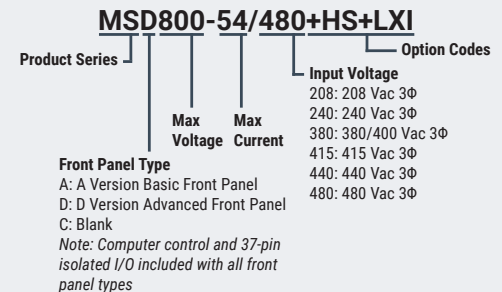 MSD800-54/480+HS+LXI
Product Series
Option Codes
Input Voltage
208: 208 Vac 3Φ
240: 240 Vac 3Φ
380: 380/400 Vac 3Φ
415: 415 Vac 3Φ
440: 440 Vac 3Φ
480: 480 Vac 3Φ
Max
Voltage
Max
Current
Front Panel Type
A: A Version Basic Front Panel
D: D Version Advanced Front Panel
C: Blank
Note: Computer control and 37-pin
isolated I/O included with all front
panel types